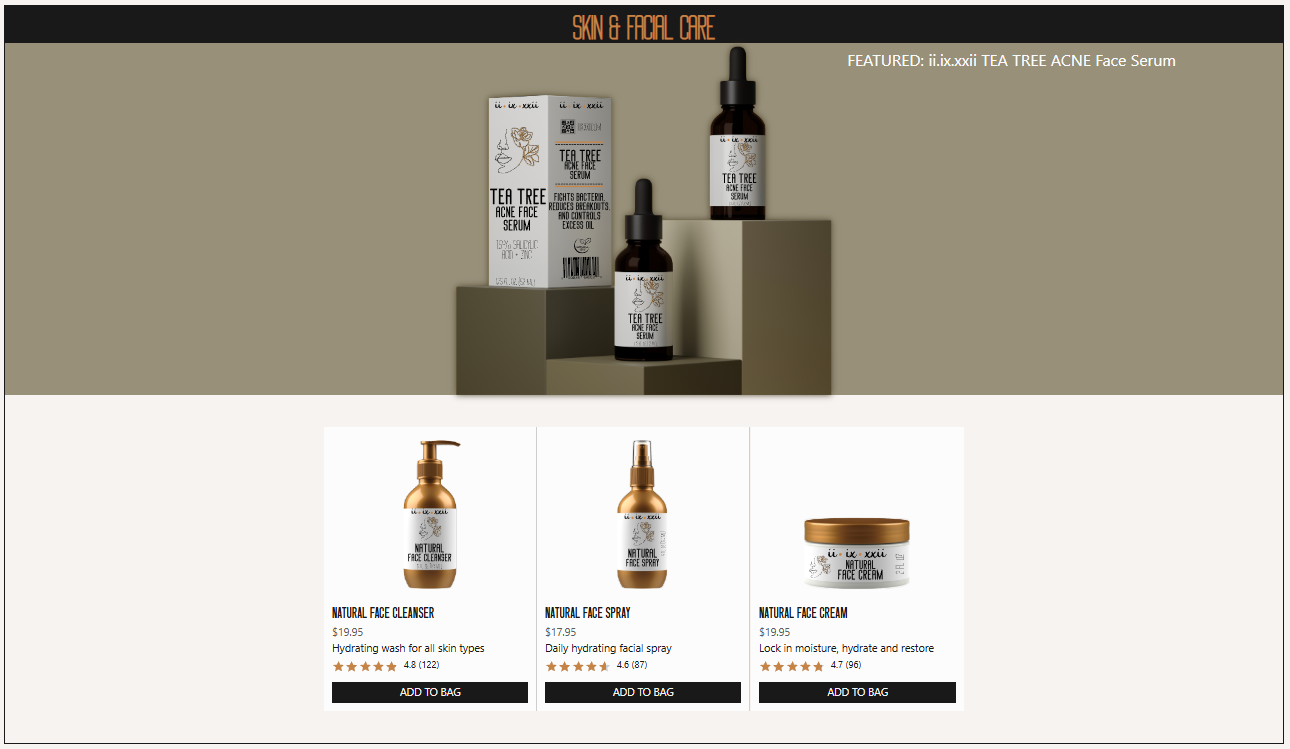 SKIN & FACIAL CARE
FEATURED: ii.ix.xxii TEA TREE ACNE Face Serum
ii · ix · xxii
TEA TREE
ACNE FACE
SERUM
ii · ix · xxii
TEA TREE
ACNE FACE
SERUM
FIGHTS BACTERIA,
REDUCES BREAKOUTS
AND CONTROLS
EXCESS OIL
ii · ix · xxii
TEA TREE
ACNE FACE
SERUM
ii · ix · xxii
TEA TREE
ACNE FACE
SERUM
ii · ix · xxii
NATURAL
FACE CLEANSER
ii · ix · xxii
NATURAL
FACE SPRAY
ii · ix · xxii
NATURAL
FACE CREAM
NATURAL FACE CLEANSER
$19.95
Hydrating wash for all skin types
4.8 (122)
ADD TO BAG
NATURAL FACE SPRAY
$17.95
Daily hydrating facial spray
4.6 (87)
ADD TO BAG
NATURAL FACE CREAM
$19.95
Lock in moisture, hydrate and restore
4.7 (96)
ADD TO BAG